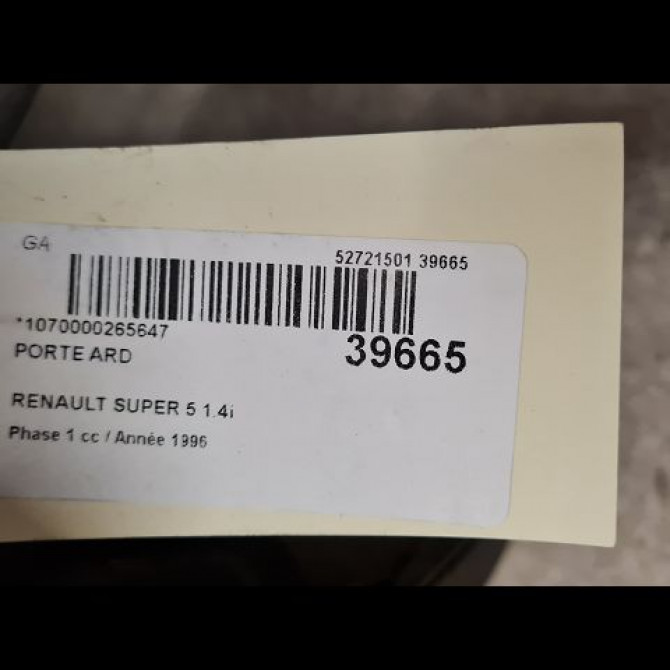 GA
52721501 39665
*1070000265647
39665
PORTE ARD
RENAULT SUPER 5 1.4i
Phase 1 cc / Année 1996